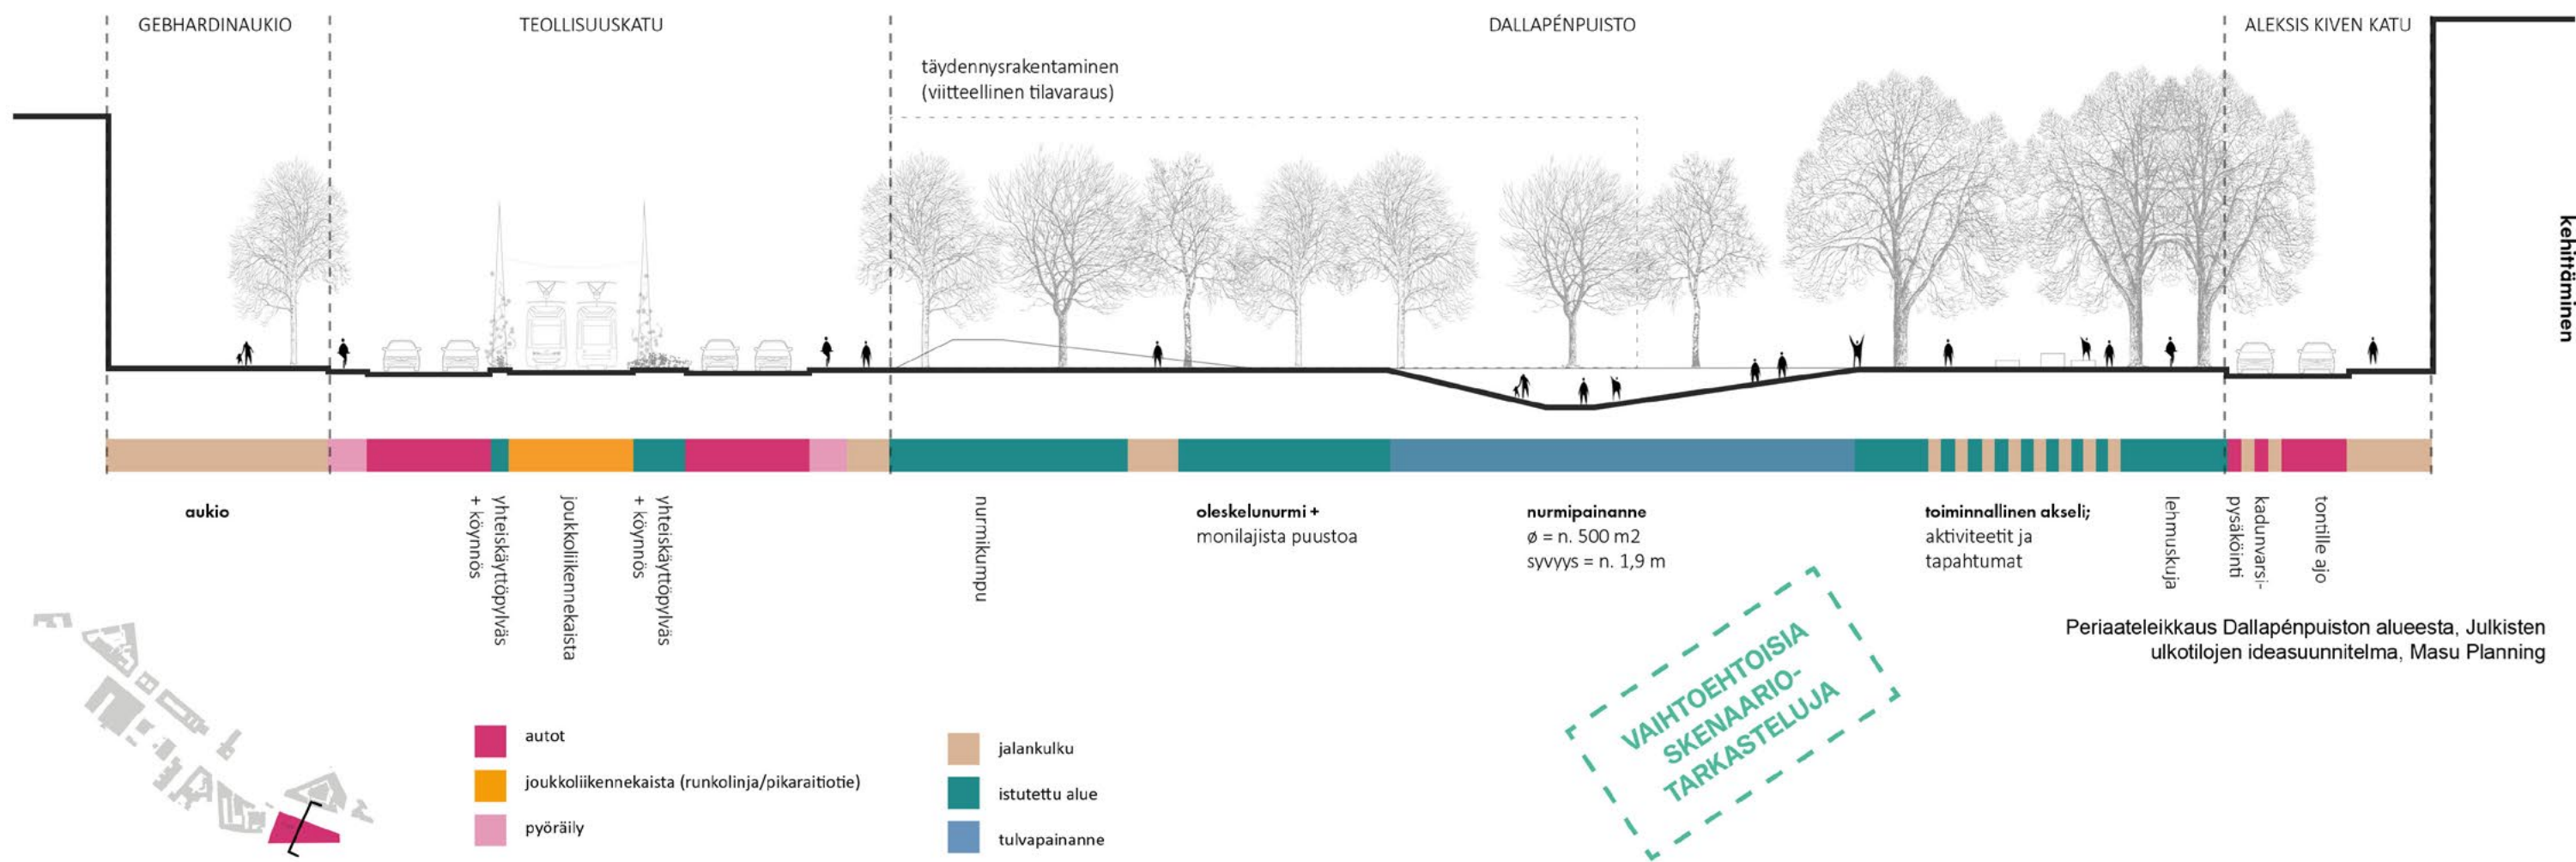 GEBHARDINAUKIO
TEOLLISUUSKATU
DALLAPÉNPUISTO
ALEKSIS KIVEN KATU
täydennysrakentaminen
(viitteellinen tilavaraus)
kehittäminen
aukio
yhteiskäyttöpylväs
+ köynnös
joukkoliikennekaista
yhteiskäyttöpylväs
+ köynnös
nurmikumpu
oleskelunurmi +
monilajista puustoa
nurmipainanne
ø = n. 500 m2
syvyys = n. 1,9 m
toiminnallinen akseli;
aktiviteetit ja
tapahtumat
lehmuskuja
kadunvarsi-
pysäköinti
tontille ajo
Periaateleikkaus Dallapénpuiston alueesta, Julkisten
ulkotilojen ideasuunnitelma, Masu Planning
VAIHTOEHTOISIA
SKENAARIO-
TARKASTELUJA
autot
joukkoliikennekaista (runkolinja/pikaraitiotie)
pyöräily
jalankulku
istutettu alue
tulvapainanne